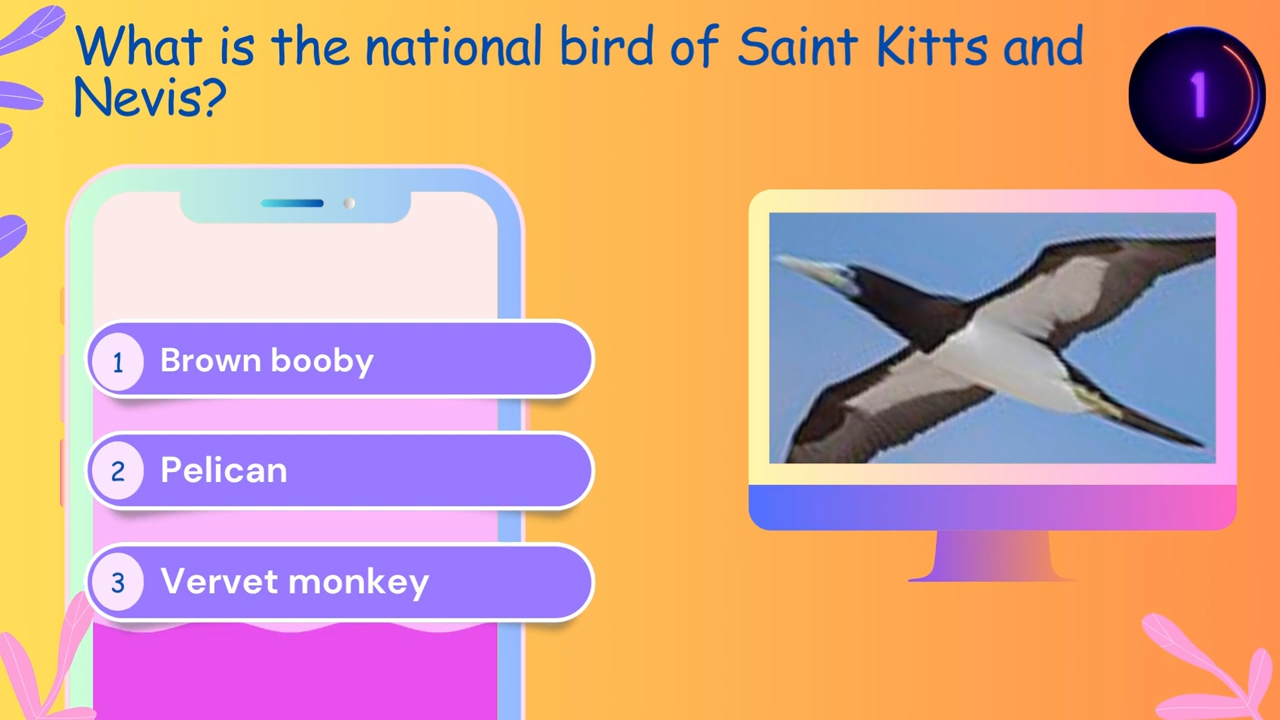 What is the national bird of Saint Kitts and
Nevis?
1
1 Brown booby
2 Pelican
3 Vervet monkey